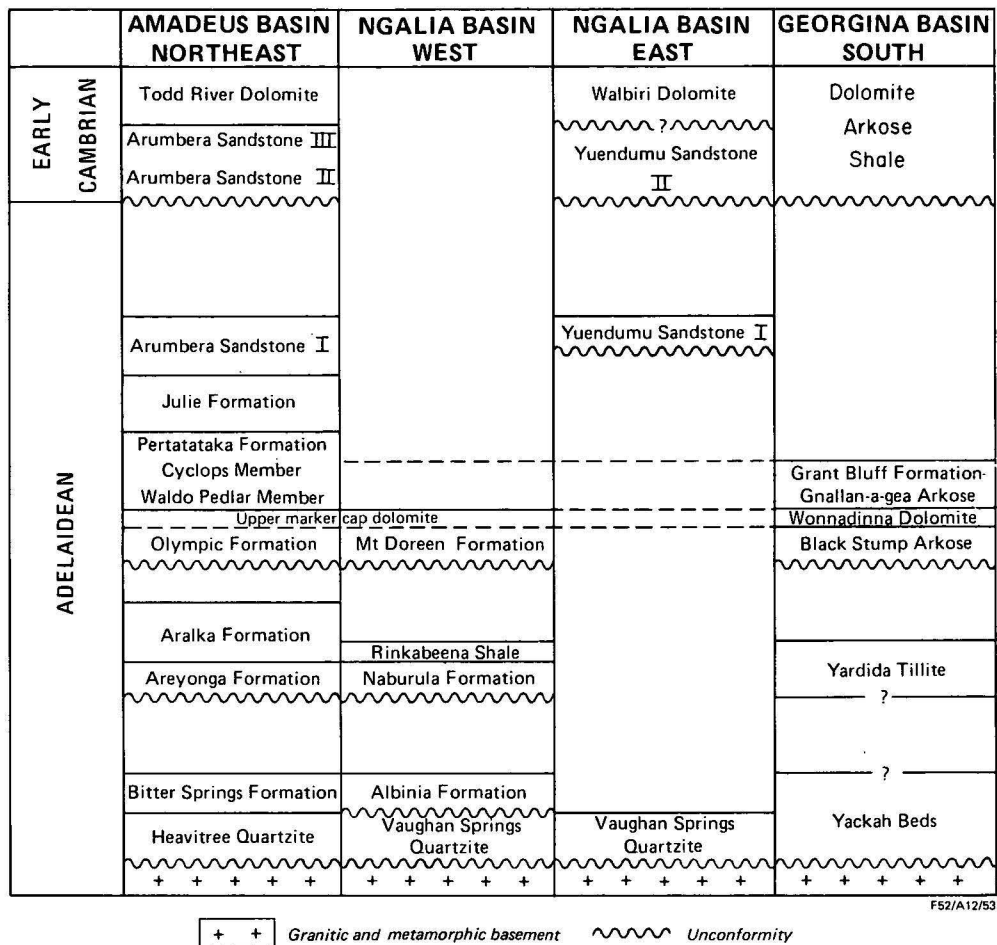 AMADEUS BASIN
NORTHEAST
NGALIA BASIN
WEST
NGALIA BASIN
EAST
GEORGINA BASIN
SOUTH
EARLY
CAMBRIAN
Todd River Dolomite
Arumbera Sandstone III
Arumbera Sandstone II
Walbiri Dolomite
?
Yuendumu Sandstone
II
Dolomite
Arkose
Shale
ADELAIDEAN
Arumbera Sandstone I
Yuendumu Sandstone I
Julie Formation
Pertatataka Formation
Cyclops Member
Waldo Pedlar Member
Grant Bluff Formation-
Gnallan-a-gea Arkose
Upper marker cap dolomite
Wonnadinna Dolomite
Olympic Formation
Mt Doreen Formation
Black Stump Arkose
Aralka Formation
Rinkabeena Shale
Areyonga Formation
Naburula Formation
Yardida Tillite
?
?
Bitter Springs Formation
Albinia Formation
Heavitree Quartzite
Vaughan Springs
Quartzite
Vaughan Springs
Quartzite
Yackah Beds
+ + + + +
+ + + + +
+ + + + +
+ + + + +
F52/A12/53
+ + Granitic and metamorphic basement
Unconformity